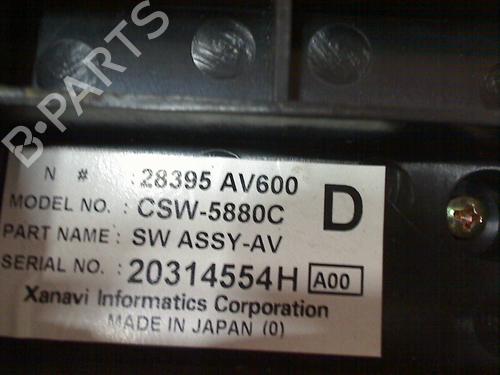 B-PARTS
N # : 28395 AV600
MODEL NO. : CSW-5880C
D
PART NAME : SW ASSY-AV
SERIAL NO. : 20314554H A00
Xanavi Informatics Corporation
MADE IN JAPAN (0)